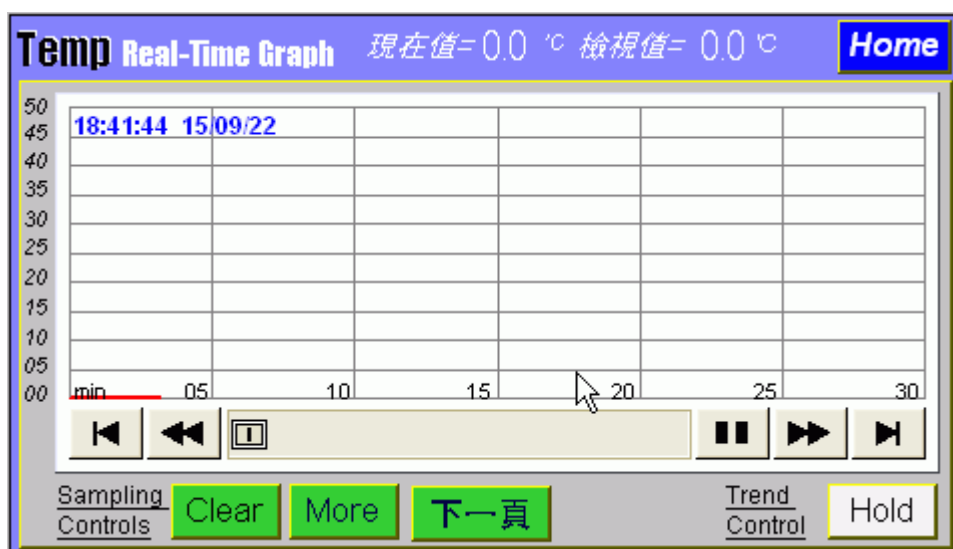 Temp Real-Time Graph 現在值= 0.0 °C 檢視值= 0.0 °C Home
50
45
40
35
30
25
20
15
10
05
00
18:41:44 15/09/22
min 05 10 15 20 25 30
Sampling Controls
Clear
More
下一頁
Trend Control
Hold